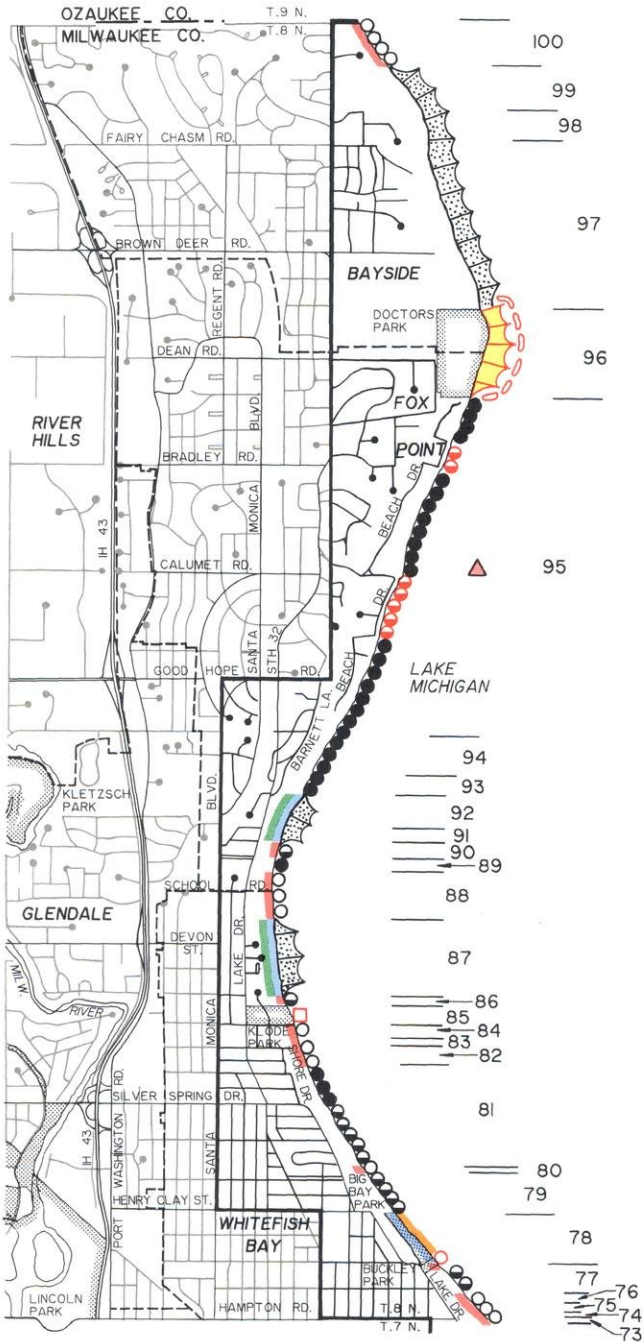 OZAUKEE CO.
T.9 N.
MILWAUKEE CO.
T.8 N.
100
99
98
FAIRY CHASM RD.
97
BROWN DEER RD.
BAYSIDE
REGENT RD.
DOCTORS
PARK
DEAN RD.
96
FOX
POINT
RIVER
HILLS
BLVD.
BRADLEY RD.
MONICA
BEACH DR.
IH 43
CALUMET RD.
95
SANTA
STH 32
BEACH DR.
GOOD HOPE RD.
LAKE
MICHIGAN
BARNETT LA.
94
93
KLETZSCH
PARK
BLVD.
92
91
90
89
SCHOOL RD.
88
GLENDALE
DEVON
ST.
LAKE DR.
87
MILW.
RIVER
86
MONICA
85
KLODE
PARK
84
83
82
SHORE DR.
SILVER SPRING DR.
81
IH 43
PORT WASHINGTON RD.
SANTA
80
BIG
BAY
PARK
79
HENRY CLAY ST.
WHITEFISH
BAY
78
BUCKLEY
PARK
77
LAKE DR.
76
75
LINCOLN
PARK
HAMPTON RD.
T.8 N.
74
T.7 N.
73